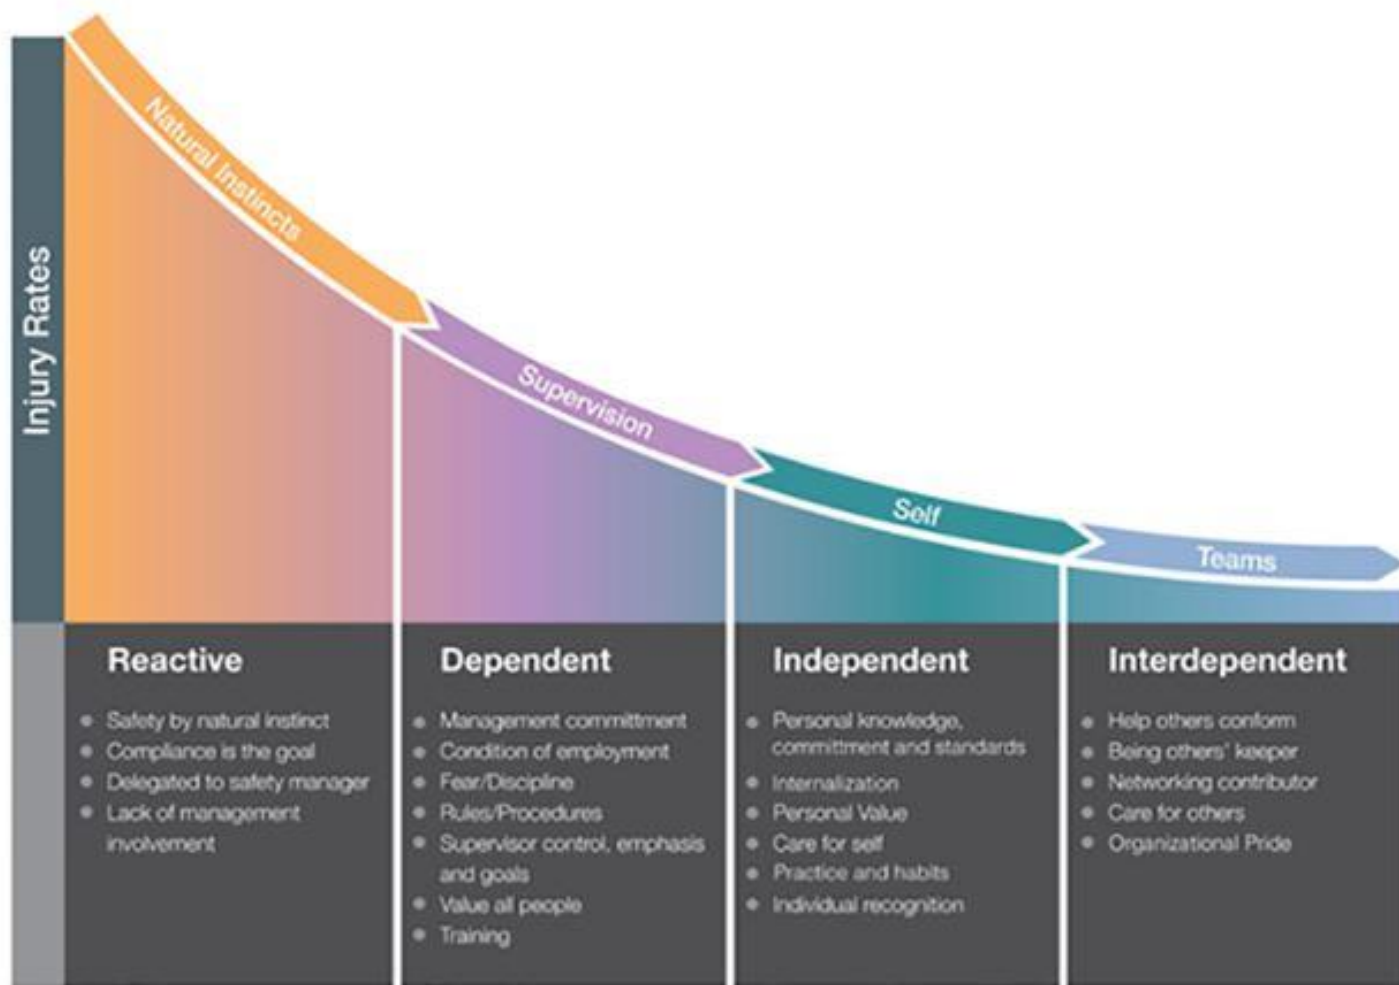 Injury Rates
Natural Instincts
Supervision
Self
Teams
Reactive
Safety by natural instinct
Compliance is the goal
Delegated to safety manager
Lack of management
involvement
Dependent
Management committment
Condition of employment
Fear/Discipline
Rules/Procedures
Supervisor control, emphasis
and goals
Value all people
Training
Independent
Personal knowledge,
committment and standards
Internalization
Personal Value
Care for self
Practice and habits
Individual recognition
Interdependent
Help others conform
Being others' keeper
Networking contributor
Care for others
Organizational Pride